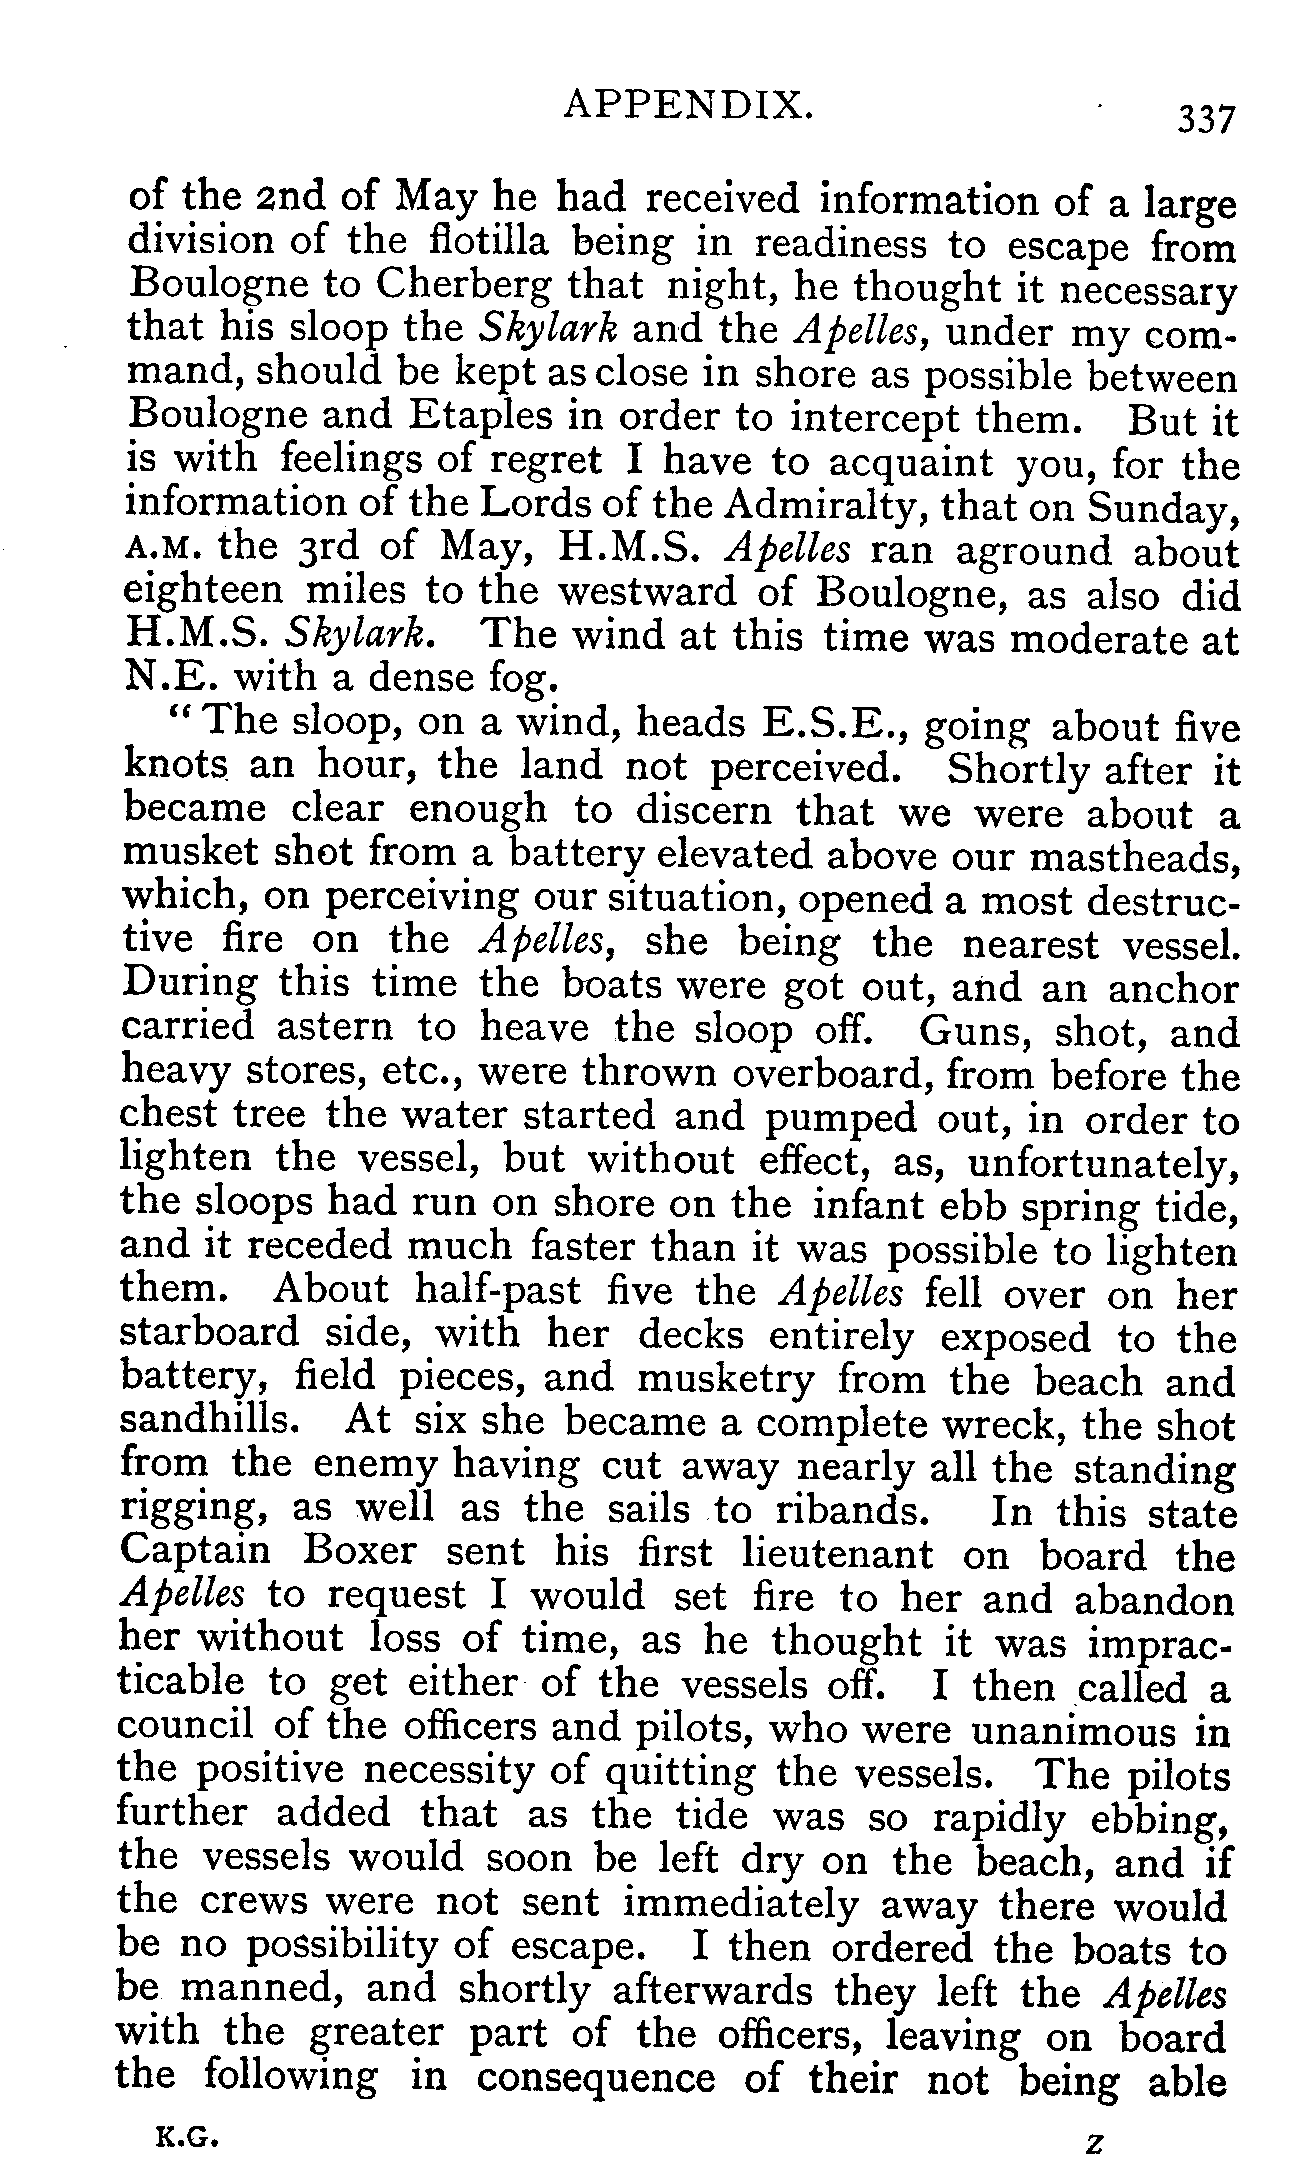 APPENDIX. 337
of the 2nd of May he had received information of a large
division of the flotilla being in readiness to escape from
Boulogne to Cherberg that night, he thought it necessary
that his sloop the Skylark and the Apelles, under my com-
mand, should be kept as close in shore as possible between
Boulogne and Etaples in order to intercept them. But it
is with feelings of regret I have to acquaint you, for the
information of the Lords of the Admiralty, that on Sunday,
A.M. the 3rd of May, H.M.S. Apelles ran aground about
eighteen miles to the westward of Boulogne, as also did
H.M.S. Skylark. The wind at this time was moderate at
N.E. with a dense fog.
“The sloop, on a wind, heads E.S.E., going about five
knots an hour, the land not perceived. Shortly after it
became clear enough to discern that we were about a
musket shot from a battery elevated above our mastheads,
which, on perceiving our situation, opened a most destruc-
tive fire on the Apelles, she being the nearest vessel.
During this time the boats were got out, and an anchor
carried astern to heave the sloop off. Guns, shot, and
heavy stores, etc., were thrown overboard, from before the
chest tree the water started and pumped out, in order to
lighten the vessel, but without effect, as, unfortunately,
the sloops had run on shore on the infant ebb spring tide,
and it receded much faster than it was possible to lighten
them. About half-past five the Apelles fell over on her
starboard side, with her decks entirely exposed to the
battery, field pieces, and musketry from the beach and
sandhills. At six she became a complete wreck, the shot
from the enemy having cut away nearly all the standing
rigging, as well as the sails to ribands. In this state
Captain Boxer sent his first lieutenant on board the
Apelles to request I would set fire to her and abandon
her without loss of time, as he thought it was imprac-
ticable to get either of the vessels off. I then called a
council of the officers and pilots, who were unanimous in
the positive necessity of quitting the vessels. The pilots
further added that as the tide was so rapidly ebbing,
the vessels would soon be left dry on the beach, and if
the crews were not sent immediately away there would
be no possibility of escape. I then ordered the boats to
be manned, and shortly afterwards they left the Apelles
with the greater part of the officers, leaving on board
the following in consequence of their not being able
K.G. Z